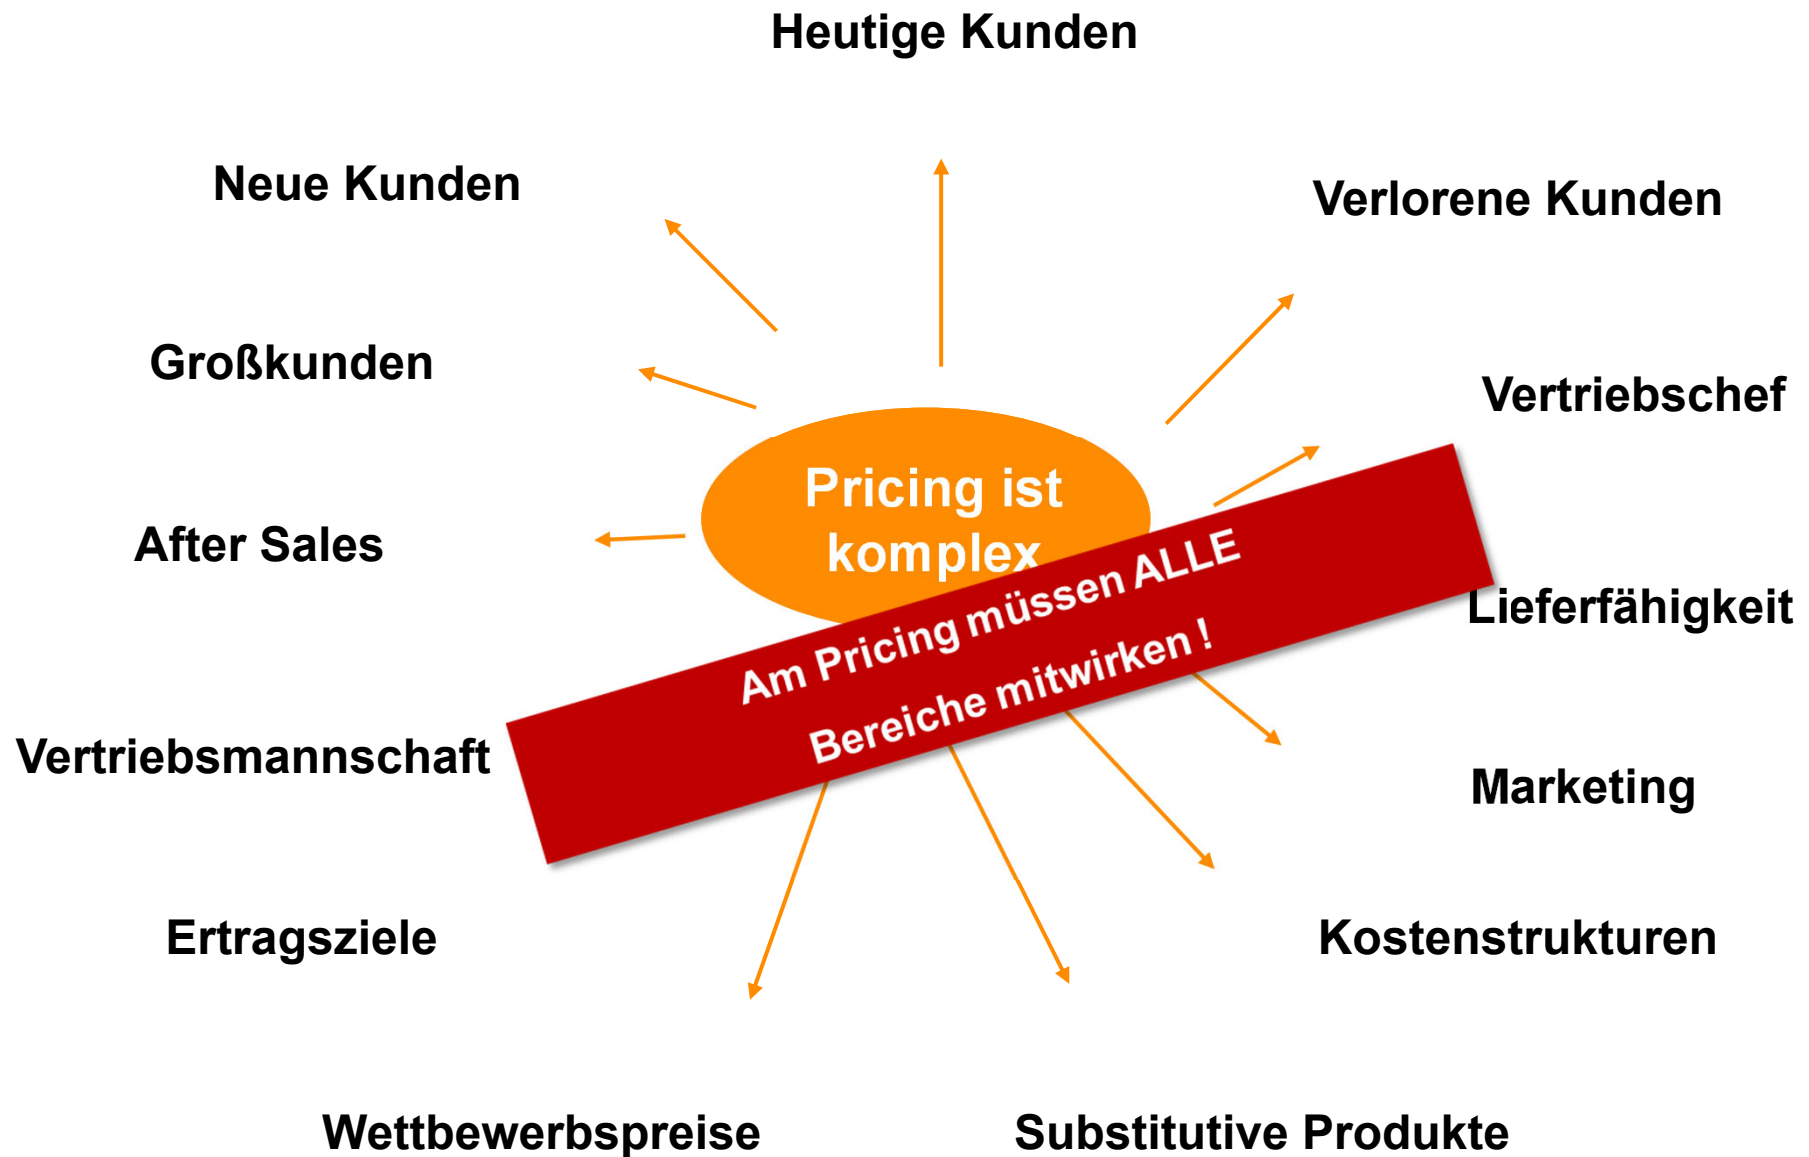 Heutige Kunden
Neue Kunden
Verlorene Kunden
Großkunden
Vertriebschef
Pricing ist
komplex
After Sales
Am Pricing müssen ALLE
Bereiche mitwirken !
Lieferfähigkeit
Vertriebsmannschaft
Marketing
Ertragsziele
Kostenstrukturen
Wettbewerbspreise
Substitutive Produkte